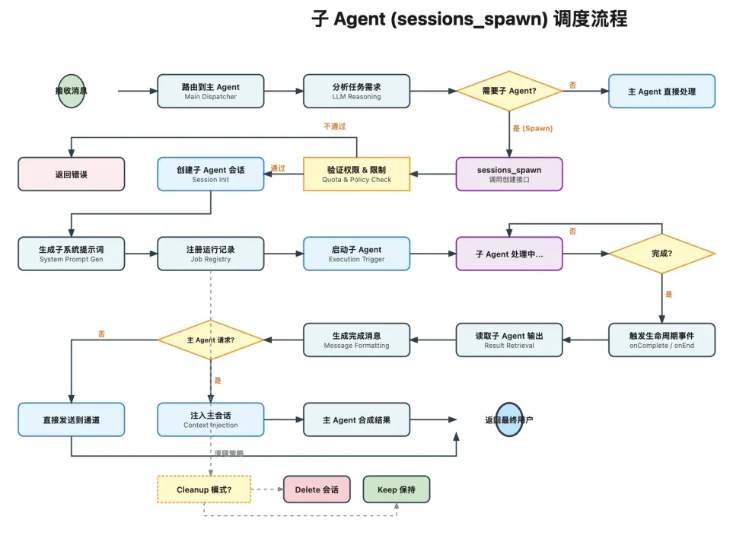 子 Agent (sessions_spawn) 调度流程
接收消息
路由到主 Agent
Main Dispatcher
分析任务需求
LLM Reasoning
需要子 Agent?
否
主 Agent 直接处理
是 (Spawn)
不通过
返回错误
创建子 Agent 会话
Session Init
通过
验证权限 & 限制
Quota & Policy Check
sessions_spawn
调用创建接口
生成子系统提示词
System Prompt Gen
注册运行记录
Job Registry
启动子 Agent
Execution Trigger
子 Agent 处理中...
否
完成?
是
否
主 Agent 请求?
生成完成消息
Message Formatting
读取子 Agent 输出
Result Retrieval
触发生命周期事件
onComplete / onEnd
是
直接发送到通道
注入主会话
Context Injection
主 Agent 合成结果
返回最终用户
Cleanup 模式?
Delete 会话
Keep 保持